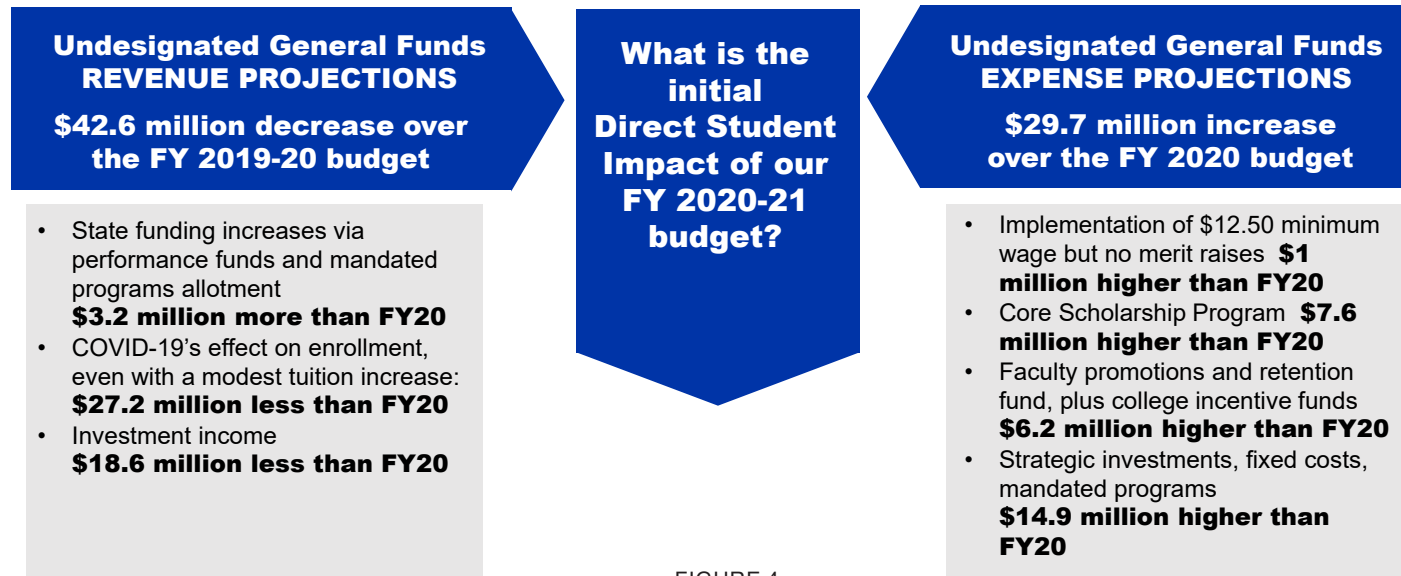 Undesignated General Funds
REVENUE PROJECTIONS
$42.6 million decrease over
the FY 2019-20 budget
• State funding increases via
performance funds and mandated
programs allotment
$3.2 million more than FY20
• COVID-19's effect on enrollment,
even with a modest tuition increase:
$27.2 million less than FY20
• Investment income
$18.6 million less than FY20
What is the
initial
Direct Student
Impact of our
FY 2020-21
budget?
Undesignated General Funds
EXPENSE PROJECTIONS
$29.7 million increase
over the FY 2020 budget
• Implementation of $12.50 minimum
wage but no merit raises $1
million higher than FY20
• Core Scholarship Program $7.6
million higher than FY20
• Faculty promotions and retention
fund, plus college incentive funds
$6.2 million higher than FY20
• Strategic investments, fixed costs,
mandated programs
$14.9 million higher than
FY20
FIGURE 4